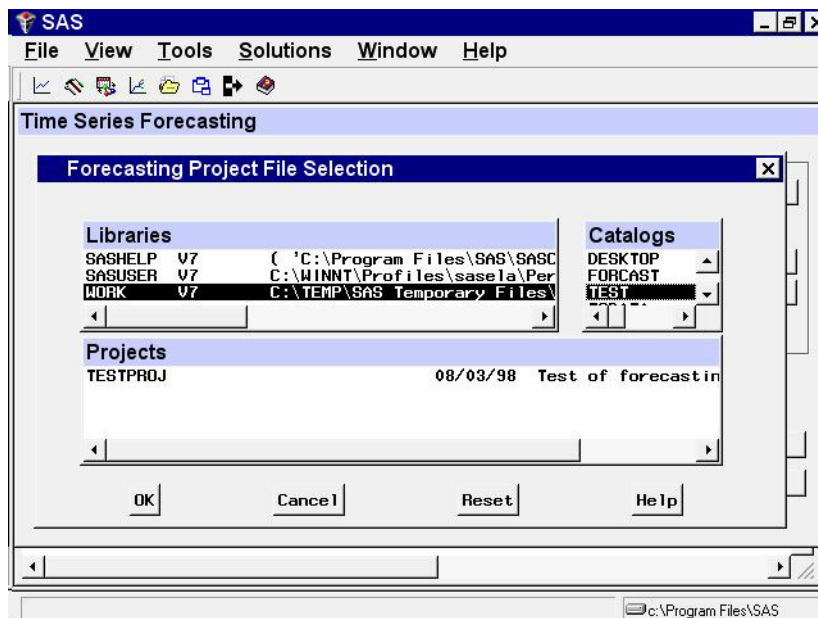 SAS
File View Tools Solutions Window Help
Time Series Forecasting
Forecasting Project File Selection
Libraries
SASHELP V7 ( 'C:\Program Files\SAS\SASC
SASUSER V7 C:\WINNT\Profiles\sasela\Per
WORK V7 C:\TEMP\SAS Temporary Files\
Catalogs
DESKTOP
FORCAST
TEST
Projects
TESTPROJ 08/03/98 Test of forecastin
OK Cancel Reset Help
c:\Program Files\SAS